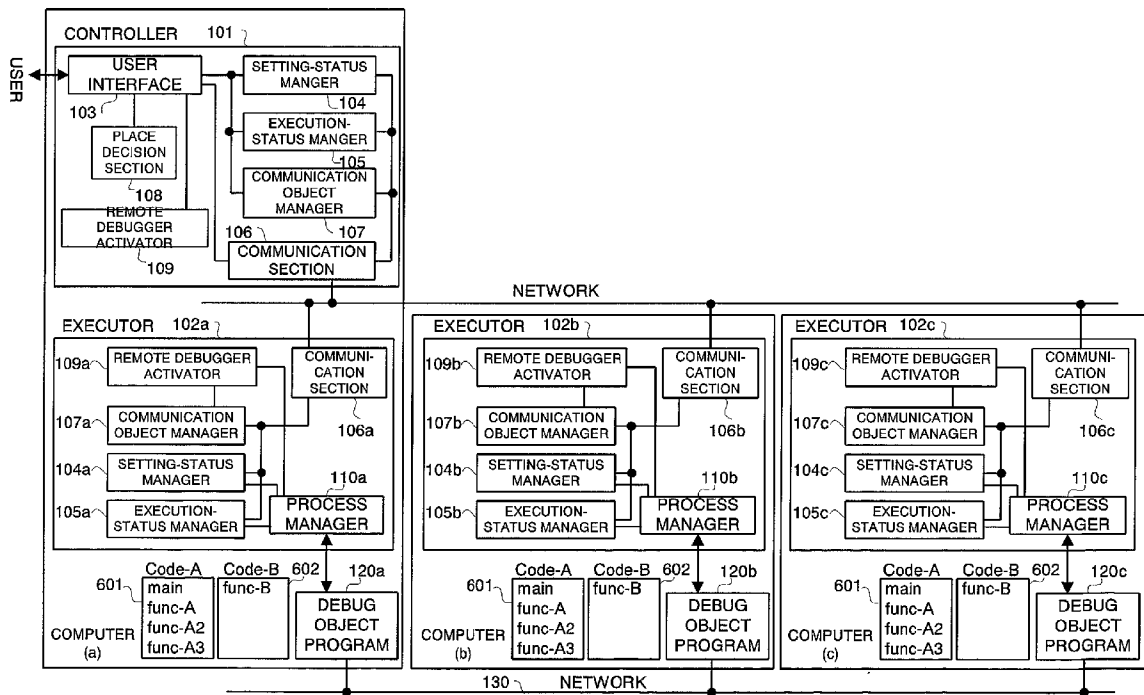 CONTROLLER 101
USER
USER
INTERFACE
103
SETTING-STATUS
MANGER
104
EXECUTION-
STATUS MANGER
105
PLACE
DECISION
SECTION
108
COMMUNICATION
OBJECT
MANAGER
107
REMOTE
DEBUGGER
ACTIVATOR
109
106
COMMUNICATION
SECTION
NETWORK
EXECUTOR 102a
109a
REMOTE DEBUGGER
ACTIVATOR
COMMUNI-
CATION
SECTION
106a
107a
COMMUNICATION
OBJECT MANAGER
104a
SETTING-STATUS
MANAGER
110a
105a
EXECUTION-
STATUS MANAGER
PROCESS
MANAGER
Code-A
601
main
func-A
func-A2
func-A3
Code-B
602
func-B
120a
DEBUG
OBJECT
PROGRAM
COMPUTER
(a)
EXECUTOR 102b
109b
REMOTE DEBUGGER
ACTIVATOR
COMMUNI-
CATION
SECTION
106b
107b
COMMUNICATION
OBJECT MANAGER
104b
SETTING-STATUS
MANAGER
110b
105b
EXECUTION-
STATUS MANAGER
PROCESS
MANAGER
Code-A
601
main
func-A
func-A2
func-A3
Code-B
602
func-B
120b
DEBUG
OBJECT
PROGRAM
COMPUTER
(b)
EXECUTOR 102c
109c
REMOTE DEBUGGER
ACTIVATOR
COMMUNI-
CATION
SECTION
106c
107c
COMMUNICATION
OBJECT MANAGER
104c
SETTING-STATUS
MANAGER
110c
105c
EXECUTION-
STATUS MANAGER
PROCESS
MANAGER
Code-A
601
main
func-A
func-A2
func-A3
Code-B
602
func-B
120c
DEBUG
OBJECT
PROGRAM
COMPUTER
(c)
130 NETWORK